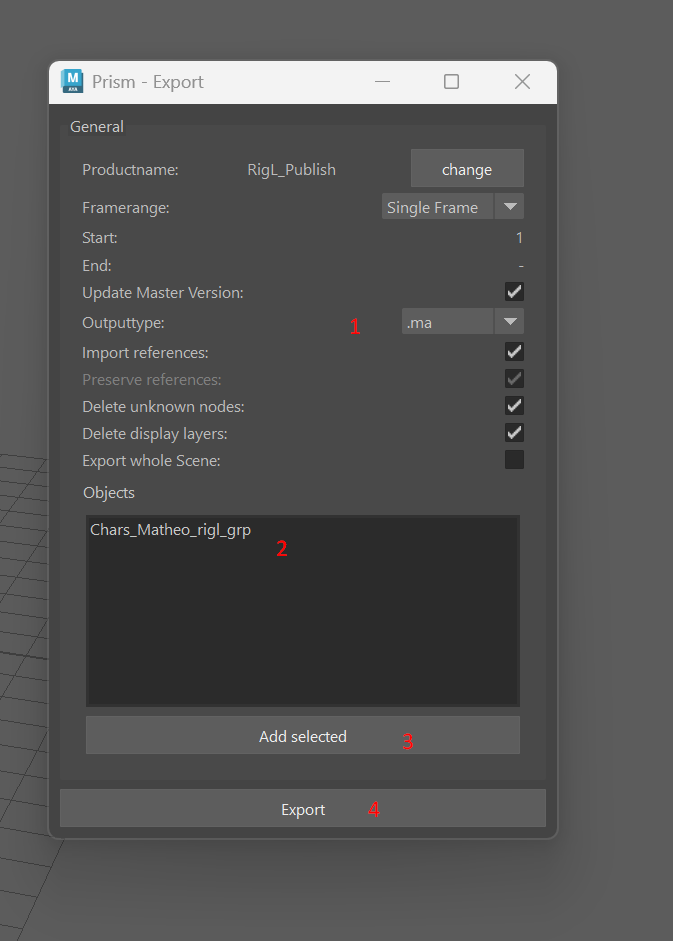 M
AYA
Prism - Export
General
Productname: RigL_Publish change
Framerange: Single Frame
Start: 1
End: -
Update Master Version:
Outputtype: 1 .ma
Import references:
Preserve references:
Delete unknown nodes:
Delete display layers:
Export whole Scene:
Objects
Chars_Matheo_rigl_grp
2
Add selected 3
Export 4